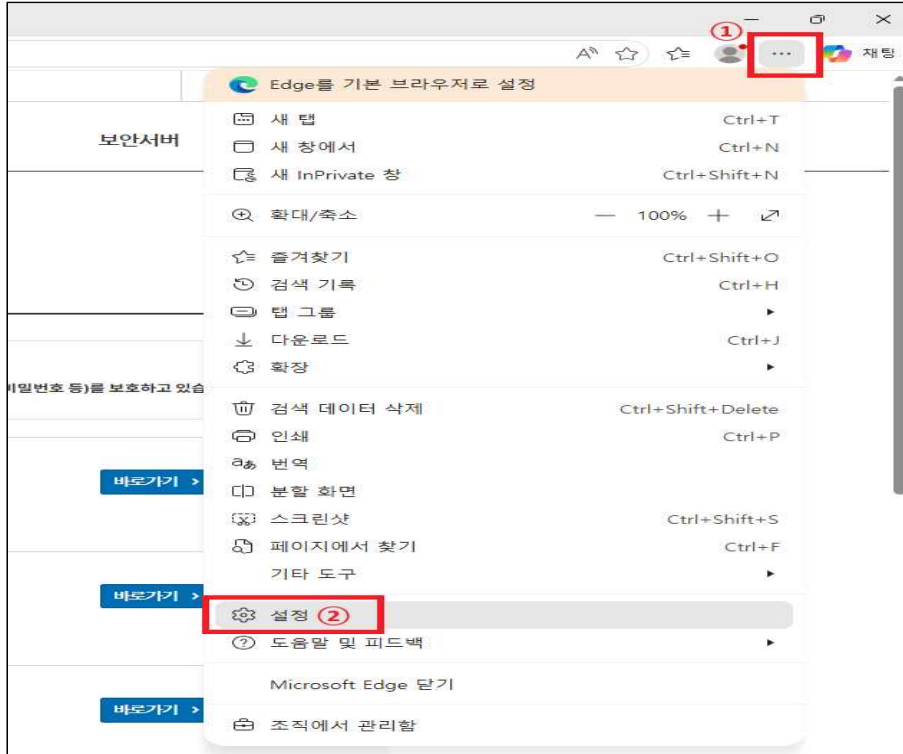 ①
채팅
Edge를 기본 브라우저로 설정
새 탭 Ctrl+T
보안서버
새 창에서 Ctrl+N
새 InPrivate 창 Ctrl+Shift+N
확대/축소 — 100% +
즐겨찾기 Ctrl+Shift+O
검색 기록 Ctrl+H
탭 그룹
다운로드 Ctrl+J
확장
비밀번호 등)를 보호하고 있습
검색 데이터 삭제 Ctrl+Shift+Delete
인쇄 Ctrl+P
번역
바로가기 >
분할 화면
스크린샷 Ctrl+Shift+S
페이지에서 찾기 Ctrl+F
기타 도구
바로가기 >
설정 ②
도움말 및 피드백
Microsoft Edge 닫기
바로가기 >
조직에서 관리함